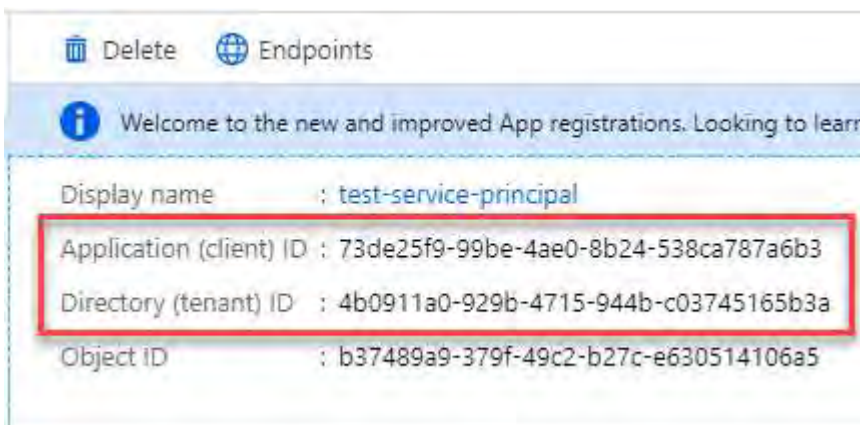 Delete Endpoints
Welcome to the new and improved App registrations. Looking to learn
Display name : test-service-principal
Application (client) ID : 73de25f9-99be-4ae0-8b24-538ca787a6b3
Directory (tenant) ID : 4b0911a0-929b-4715-944b-c03745165b3a
Object ID : b37489a9-379f-49c2-b27c-e630514106a5